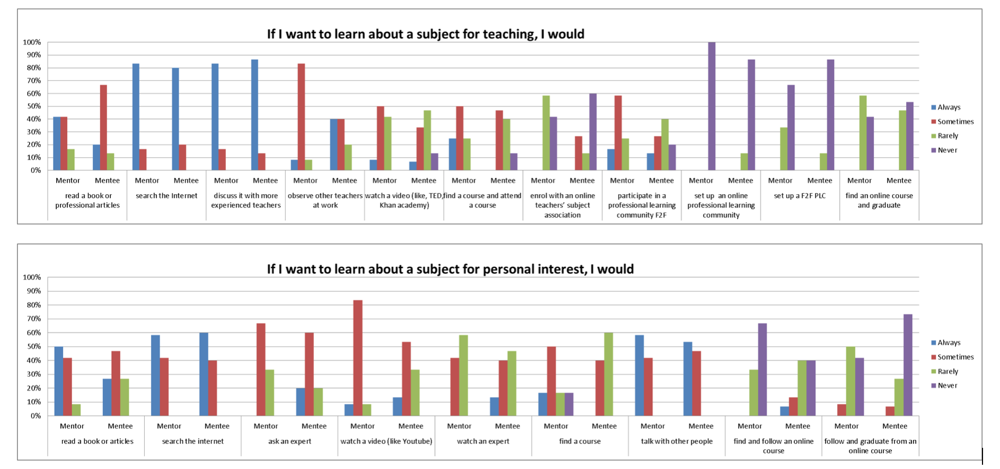 If I want to learn about a subject for teaching, I would
100%
90%
80%
70%
60%
50%
40%
30%
20%
10%
0%
Mentor Mentee Mentor Mentee Mentor Mentee Mentor Mentee Mentor Mentee Mentor Mentee Mentor Mentee Mentor Mentee Mentor Mentee Mentor Mentee Mentor Mentee
read a book or
professional articles
search the Internet
discuss it with more
experienced teachers
observe other teachers
at work
watch a video (like, TED,
Khan academy)
find a course and attend
a course
enrol with an online
teachers’ subject
association
participate in a
professional learning
community F2F
set up an online
professional learning
community
set up a F2F PLC
find an online course
and graduate
Always
Sometimes
Rarely
Never
If I want to learn about a subject for personal interest, I would
100%
90%
80%
70%
60%
50%
40%
30%
20%
10%
0%
Mentor Mentee Mentor Mentee Mentor Mentee Mentor Mentee Mentor Mentee Mentor Mentee Mentor Mentee Mentor Mentee Mentor Mentee
read a book or articles
search the internet
ask an expert
watch a video (like Youtube)
watch an expert
find a course
talk with other people
find and follow an online
course
follow and graduate from an
online course
Always
Sometimes
Rarely
Never